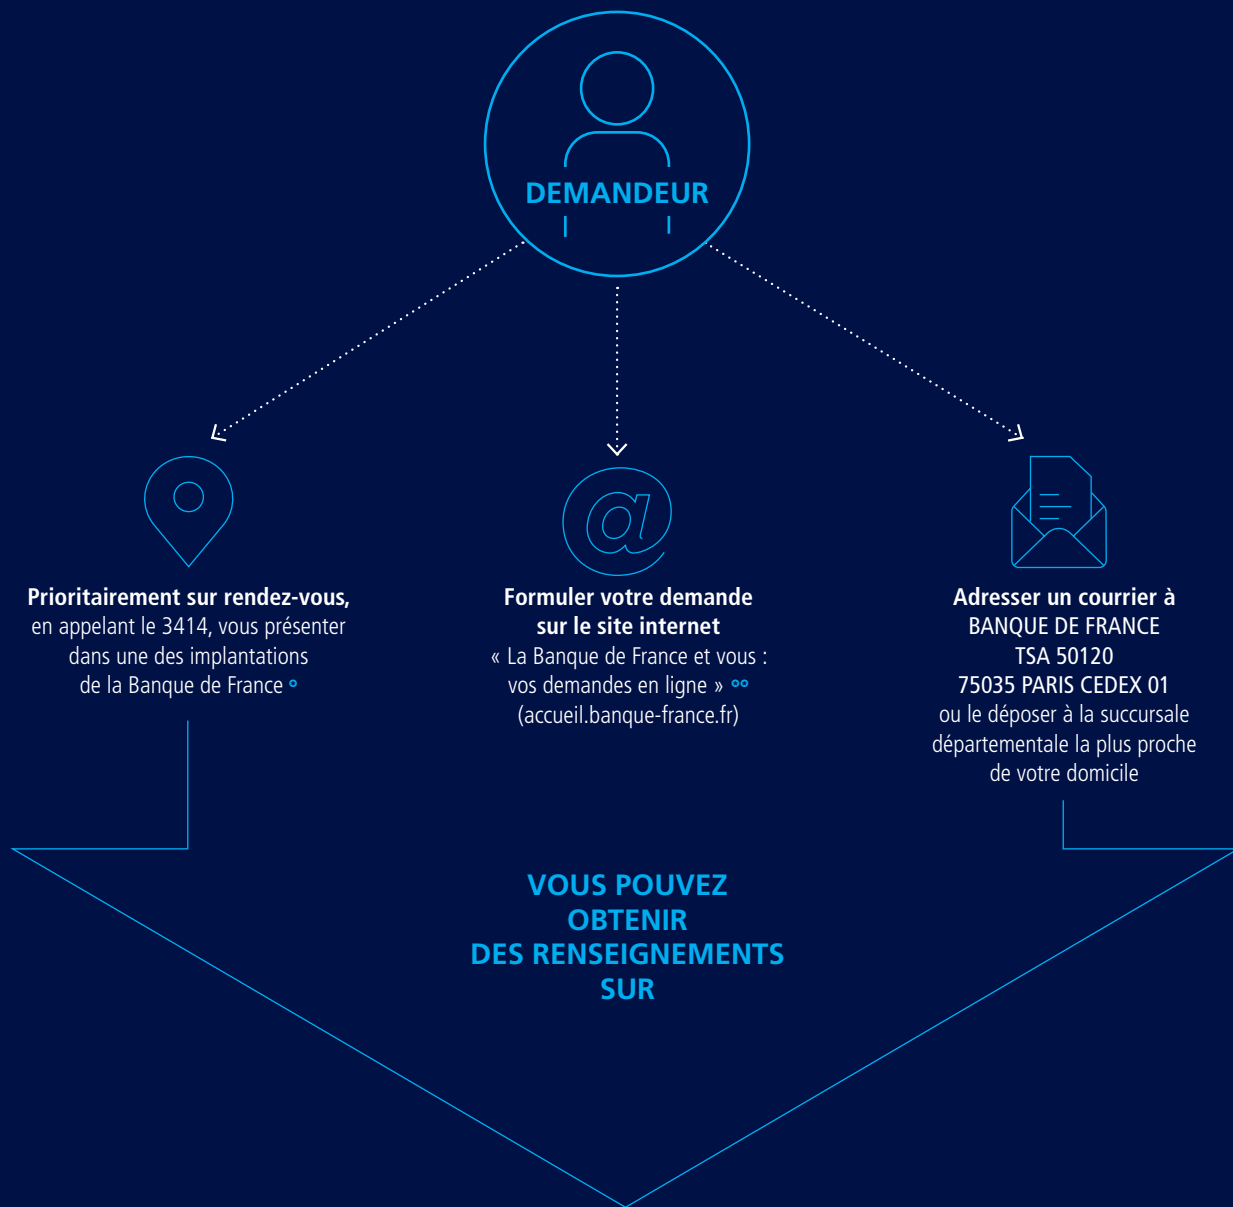 DEMANDEUR
Prioritairement sur rendez-vous,
en appelant le 3414, vous présenter
dans une des implantations
de la Banque de France °
Formuler votre demande
sur le site internet
« La Banque de France et vous :
vos demandes en ligne » °°
(accueil.banque-france.fr)
Adresser un courrier à
BANQUE DE FRANCE
TSA 50120
75035 PARIS CEDEX 01
ou le déposer à la succursale
départementale la plus proche
de votre domicile
VOUS POUVEZ
OBTENIR
DES RENSEIGNEMENTS
SUR